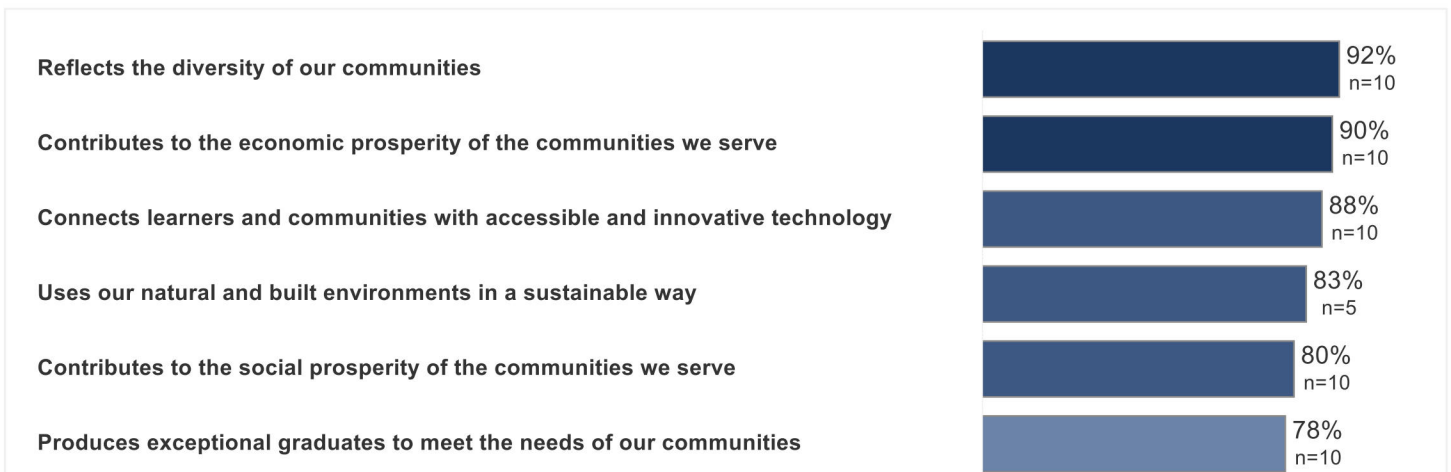 Reflects the diversity of our communities
92%
n=10
Contributes to the economic prosperity of the communities we serve
90%
n=10
Connects learners and communities with accessible and innovative technology
88%
n=10
Uses our natural and built environments in a sustainable way
83%
n=5
Contributes to the social prosperity of the communities we serve
80%
n=10
Produces exceptional graduates to meet the needs of our communities
78%
n=10